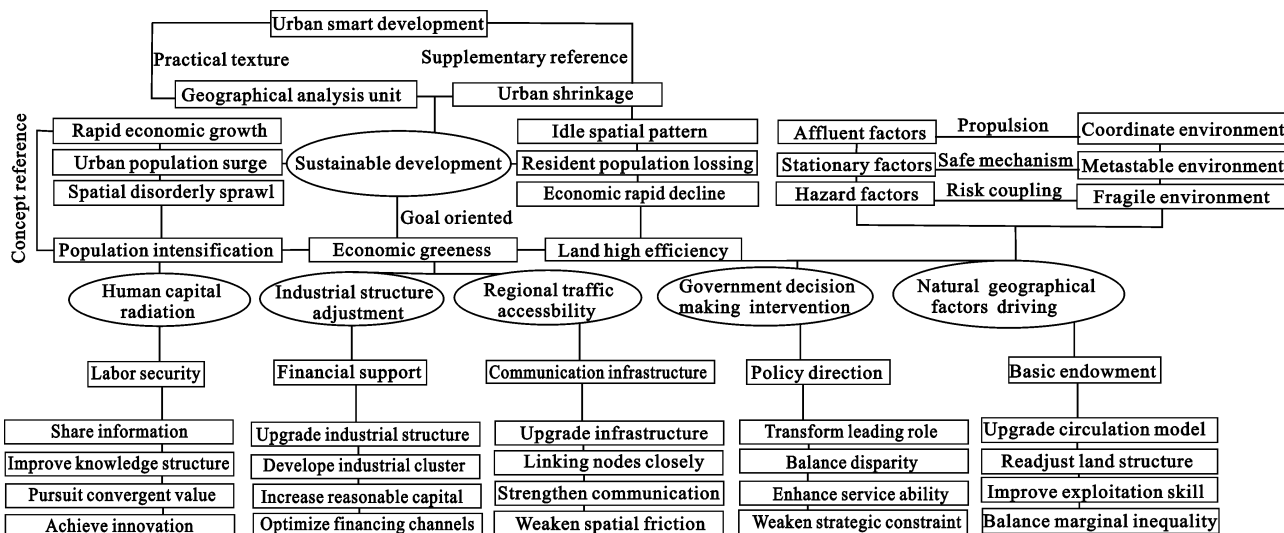 Urban smart development
Practical texture
Supplementary reference
Geographical analysis unit
Urban shrinkage
Concept reference
Rapid economic growth
Urban population surge
Spatial disorderly sprawl
Sustainable development
Idle spatial pattern
Resident population lossing
Economic rapid decline
Affluent factors
Propulsion
Coordinate environment
Stationary factors
Safe mechanism
Metastable environment
Hazard factors
Risk coupling
Fragile environment
Goal oriented
Population intensification
Economic greeness
Land high efficiency
Human capital
radiation
Industrial structure
adjustment
Regional traffic
accessbility
Government decision
making intervention
Natural geographical
factors driving
Labor security
Financial support
Communication infrastructure
Policy direction
Basic endowment
Share information
Improve knowledge structure
Pursuit convergent value
Achieve innovation
Upgrade industrial structure
Develope industrial cluster
Increase reasonable capital
Optimize financing channels
Upgrade infrastructure
Linking nodes closely
Strengthen communication
Weaken spatial friction
Transform leading role
Balance disparity
Enhance service ability
Weaken strategic constraint
Upgrade circulation model
Readjust land structure
Improve exploitation skill
Balance marginal inequality